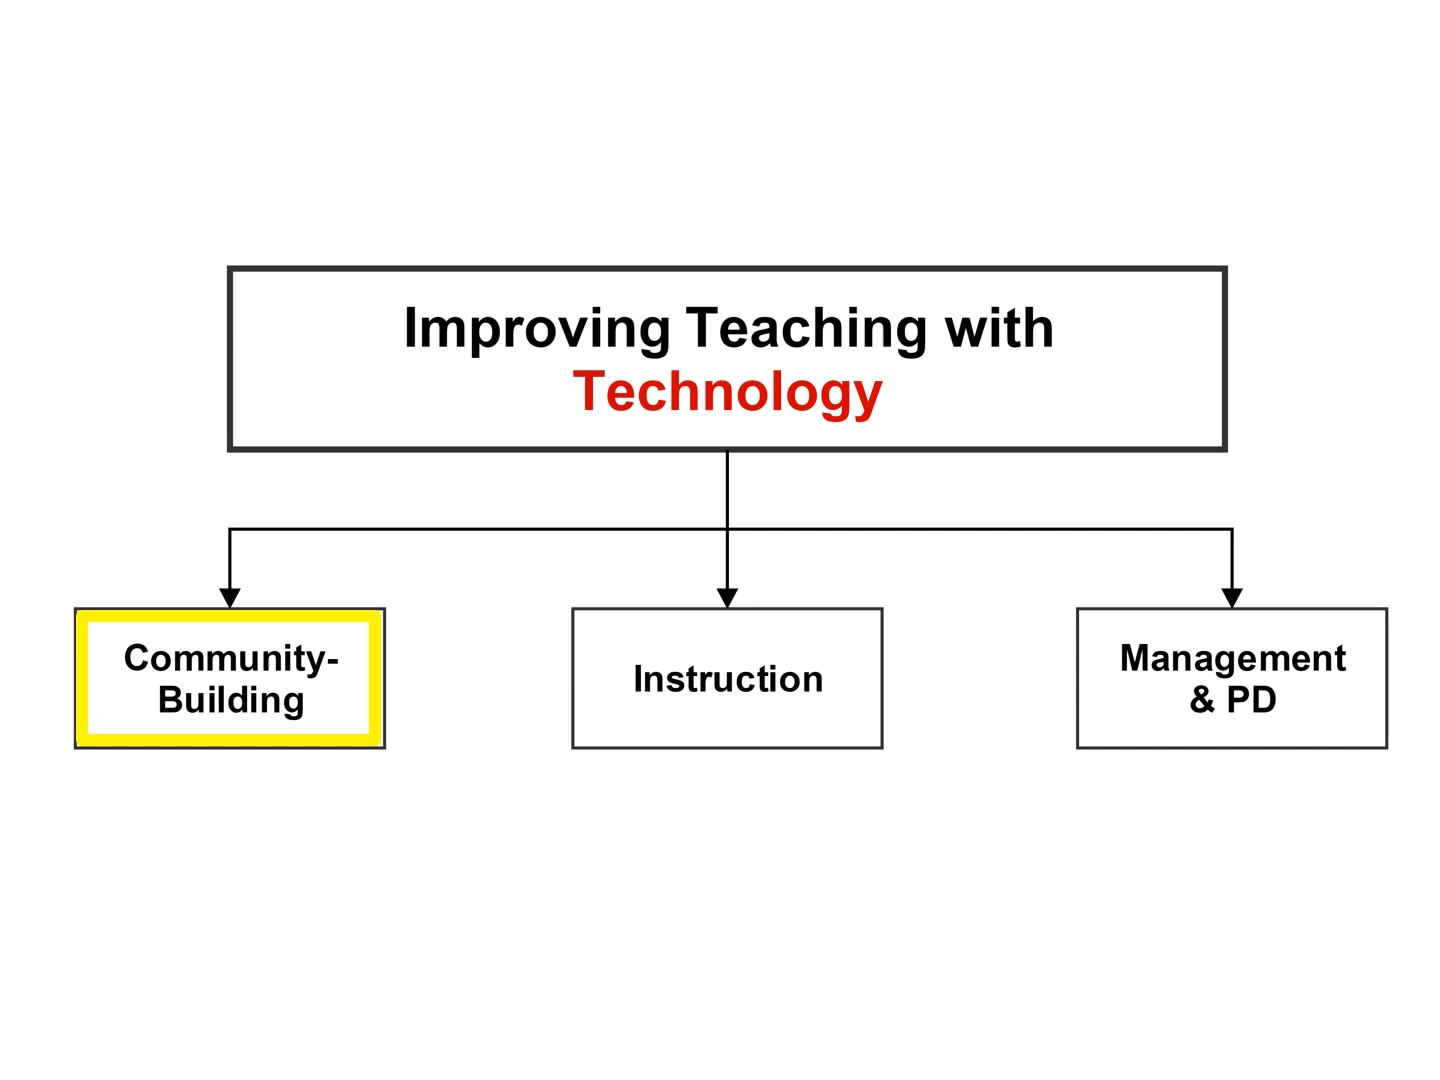 Improving Teaching with
Technology
Community-
Building
Instruction
Management
& PD